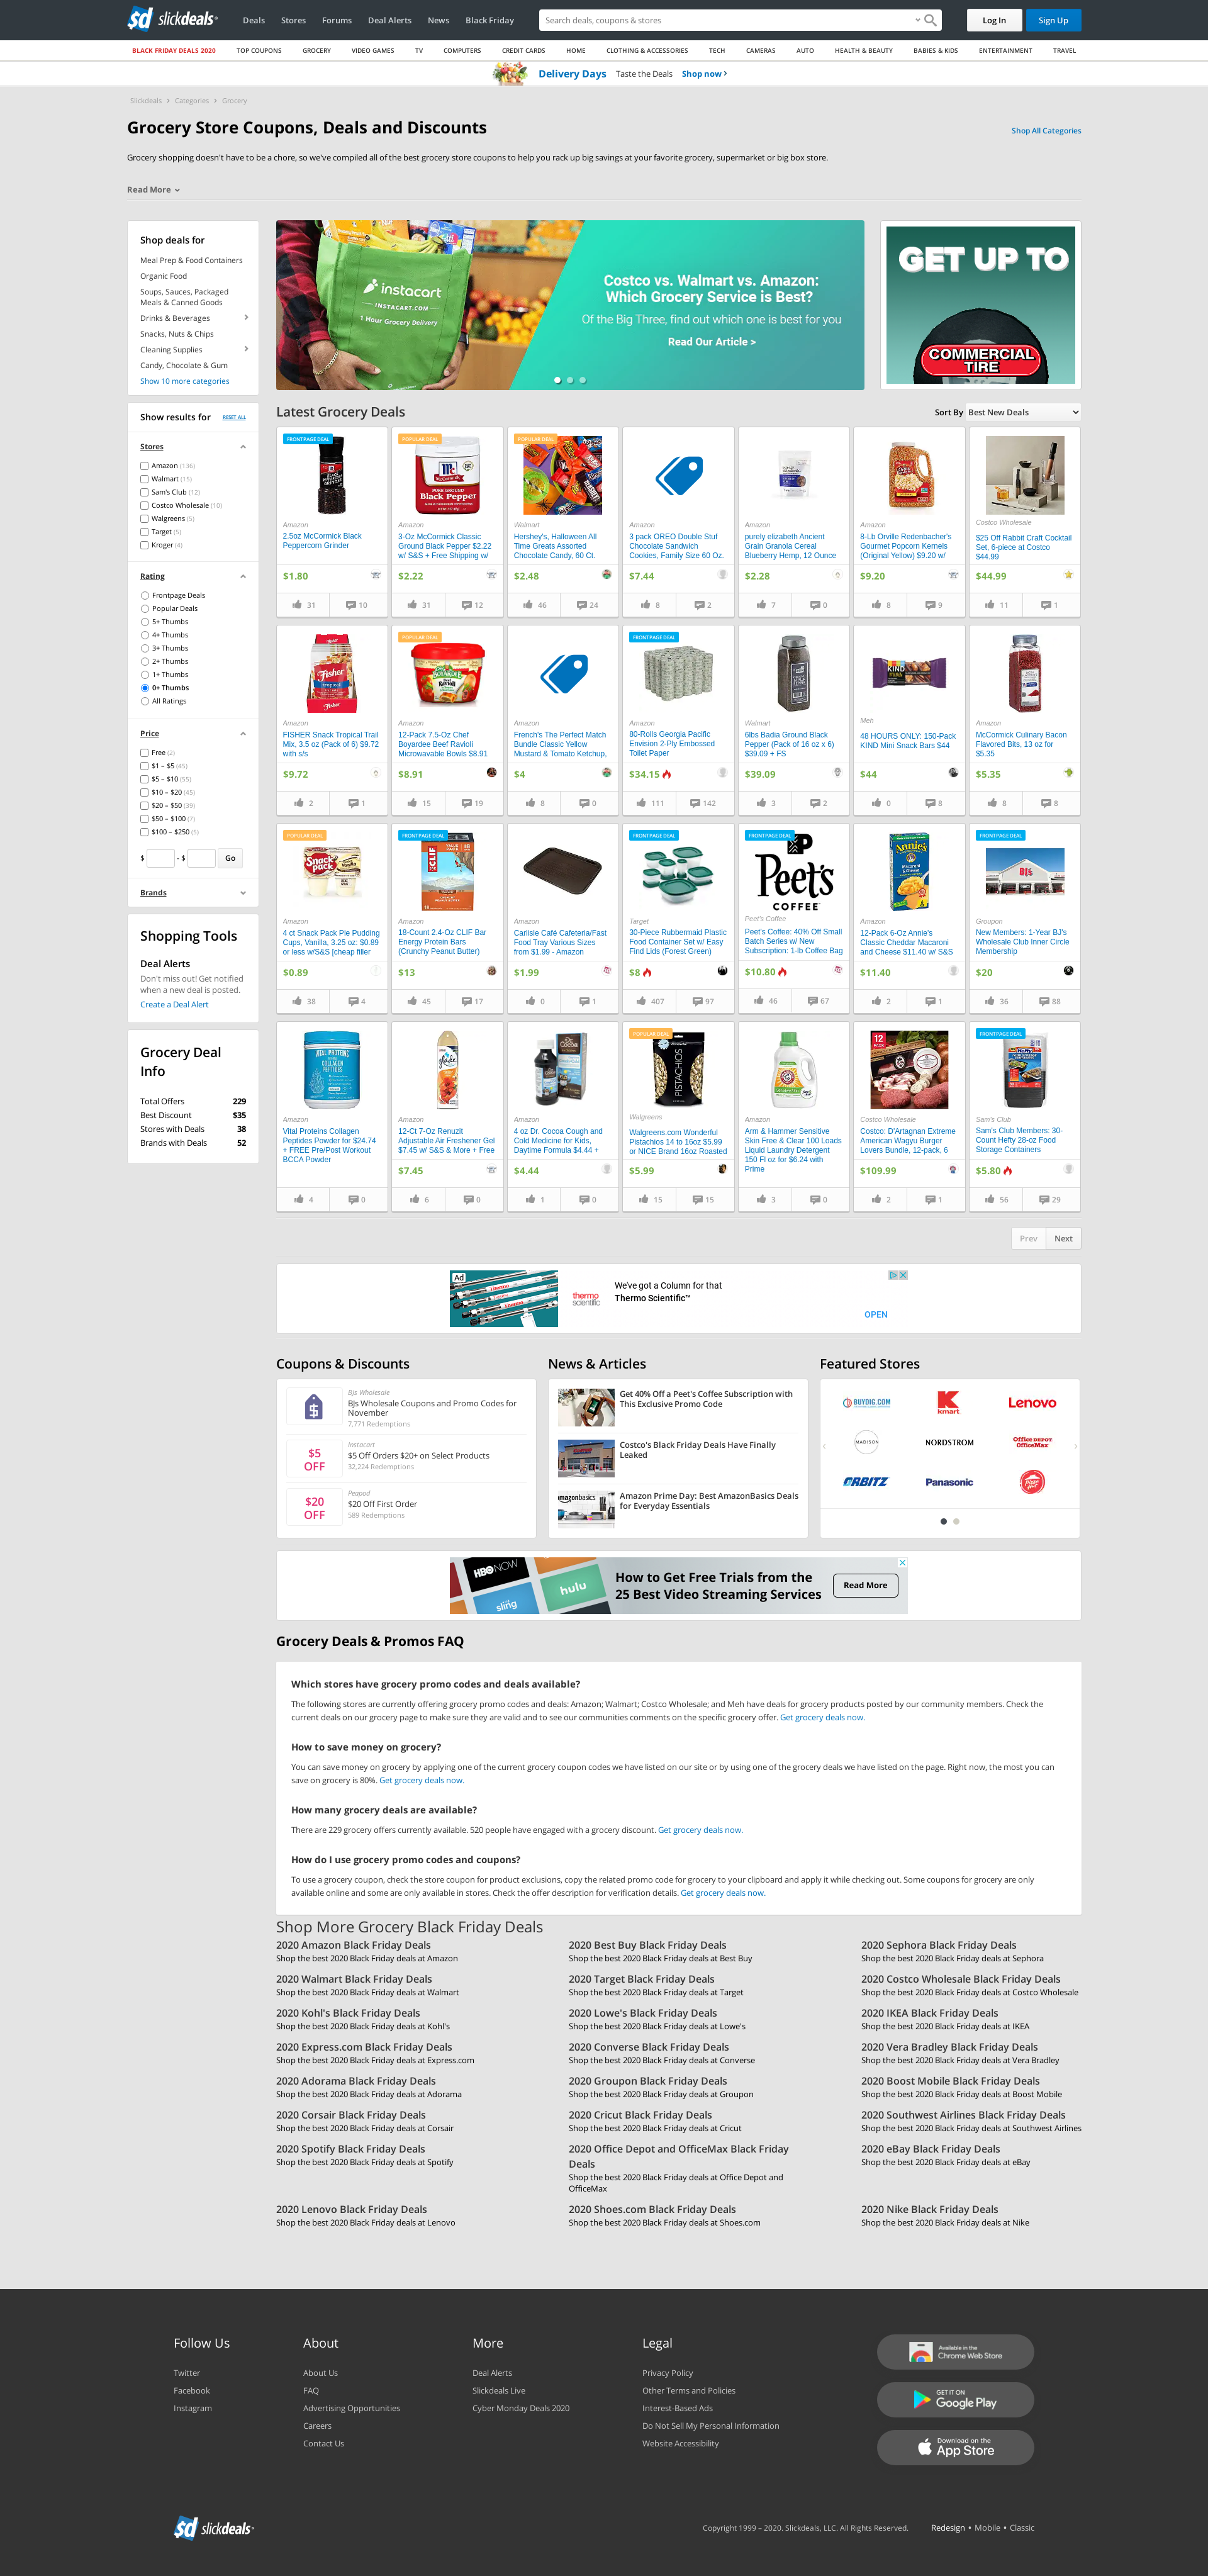 sd slickdeals
Deals
Stores
Forums
Deal Alerts
News
Black Friday
Search deals, coupons & stores
Log In
Sign Up
BLACK FRIDAY DEALS 2020
TOP COUPONS
GROCERY
VIDEO GAMES
TV
COMPUTERS
CREDIT CARDS
HOME
CLOTHING & ACCESSORIES
TECH
CAMERAS
AUTO
HEALTH & BEAUTY
BABIES & KIDS
ENTERTAINMENT
TRAVEL
Delivery Days
Taste the Deals
Shop now
Slickdeals > Categories > Grocery
Grocery Store Coupons, Deals and Discounts
Shop All Categories
Grocery shopping doesn't have to be a chore, so we've compiled all of the best grocery store coupons to help you rack up big savings at your favorite grocery, supermarket or big box store.
Read More
Shop deals for
Meal Prep & Food Containers
Organic Food
Soups, Sauces, Packaged
Meals & Canned Goods
Drinks & Beverages
Snacks, Nuts & Chips
Cleaning Supplies
Candy, Chocolate & Gum
Show 10 more categories
Show results for
RESET ALL
Stores
Amazon (136)
Walmart (15)
Sam's Club (12)
Costco Wholesale (10)
Walgreens (5)
Target (5)
Kroger (4)
Rating
Frontpage Deals
Popular Deals
5+ Thumbs
4+ Thumbs
3+ Thumbs
2+ Thumbs
1+ Thumbs
0+ Thumbs
All Ratings
Price
Free (2)
$1 – $5 (45)
$5 – $10 (55)
$10 – $20 (45)
$20 – $50 (39)
$50 – $100 (7)
$100 – $250 (5)
$ - $ Go
Brands
Shopping Tools
Deal Alerts
Don't miss out! Get notified
when a new deal is posted.
Create a Deal Alert
Grocery Deal
Info
Total Offers 229
Best Discount $35
Stores with Deals 38
Brands with Deals 52
instacart
INSTACART.COM
1 Hour Grocery Delivery
Costco vs. Walmart vs. Amazon:
Which Grocery Service is Best?
Of the Big Three, find out which one is best for you
Read Our Article >
GET UP TO
COMMERCIAL
TIRE
Latest Grocery Deals
Sort By Best New Deals
FRONTPAGE DEAL
Amazon
2.5oz McCormick Black
Peppercorn Grinder
$1.80
31
10
POPULAR DEAL
Mc
McCormick
PURE GROUND
Black Pepper
Amazon
3-Oz McCormick Classic
Ground Black Pepper $2.22
w/ S&S + Free Shipping w/
$2.22
31
12
POPULAR DEAL
Walmart
Hershey's, Halloween All
Time Greats Assorted
Chocolate Candy, 60 Ct.
$2.48
46
24
Amazon
3 pack OREO Double Stuf
Chocolate Sandwich
Cookies, Family Size 60 Oz.
$7.44
8
2
Amazon
purely elizabeth Ancient
Grain Granola Cereal
Blueberry Hemp, 12 Ounce
$2.28
7
0
Amazon
8-Lb Orville Redenbacher's
Gourmet Popcorn Kernels
(Original Yellow) $9.20 w/
$9.20
8
9
Costco Wholesale
$25 Off Rabbit Craft Cocktail
Set, 6-piece at Costco
$44.99
$44.99
11
1
Fisher
tropical
Fisher
Amazon
FISHER Snack Tropical Trail
Mix, 3.5 oz (Pack of 6) $9.72
with s/s
$9.72
2
1
POPULAR DEAL
Amazon
12-Pack 7.5-Oz Chef
Boyardee Beef Ravioli
Microwavable Bowls $8.91
$8.91
15
19
Amazon
French's The Perfect Match
Bundle Classic Yellow
Mustard & Tomato Ketchup,
$4
8
0
FRONTPAGE DEAL
Amazon
80-Rolls Georgia Pacific
Envision 2-Ply Embossed
Toilet Paper
$34.15
111
142
Walmart
6lbs Badia Ground Black
Pepper (Pack of 16 oz x 6)
$39.09 + FS
$39.09
3
2
KIND
Meh
48 HOURS ONLY: 150-Pack
KIND Mini Snack Bars $44
$44
0
8
Amazon
McCormick Culinary Bacon
Flavored Bits, 13 oz for
$5.35
$5.35
8
8
POPULAR DEAL
Snack Pack
Amazon
4 ct Snack Pack Pie Pudding
Cups, Vanilla, 3.25 oz: $0.89
or less w/S&S [cheap filler
$0.89
38
4
FRONTPAGE DEAL
CLIF
Amazon
18-Count 2.4-Oz CLIF Bar
Energy Protein Bars
(Crunchy Peanut Butter)
$13
45
17
Amazon
Carlisle Café Cafeteria/Fast
Food Tray Various Sizes
from $1.99 - Amazon
$1.99
0
1
FRONTPAGE DEAL
Target
30-Piece Rubbermaid Plastic
Food Container Set w/ Easy
Find Lids (Forest Green)
$8
407
97
FRONTPAGE DEAL
Peet's
COFFEE
Peet's Coffee
Peet's Coffee: 40% Off Small
Batch Series w/ New
Subscription: 1-lb Coffee Bag
$10.80
46
67
Annie's
Amazon
12-Pack 6-Oz Annie's
Classic Cheddar Macaroni
and Cheese $11.40 w/ S&S
$11.40
2
1
FRONTPAGE DEAL
BJ's
Groupon
New Members: 1-Year BJ's
Wholesale Club Inner Circle
Membership
$20
36
88
VITAL PROTEINS
COLLAGEN
PEPTIDES
Amazon
Vital Proteins Collagen
Peptides Powder for $24.74
+ FREE Pre/Post Workout
BCCA Powder
4
0
glade
Amazon
12-Ct 7-Oz Renuzit
Adjustable Air Freshener Gel
$7.45 w/ S&S & More + Free
$7.45
6
0
Dr. Cocoa
Amazon
4 oz Dr. Cocoa Cough and
Cold Medicine for Kids,
Daytime Formula $4.44 +
$4.44
1
0
POPULAR DEAL
PISTACHIOS
Walgreens
Walgreens.com Wonderful
Pistachios 14 to 16oz $5.99
or NICE Brand 16oz Roasted
$5.99
15
15
Amazon
Arm & Hammer Sensitive
Skin Free & Clear 100 Loads
Liquid Laundry Detergent
150 Fl oz for $6.24 with
Prime
3
0
12
PACK
Costco Wholesale
Costco: D'Artagnan Extreme
American Wagyu Burger
Lovers Bundle, 12-pack, 6
$109.99
2
1
FRONTPAGE DEAL
Sam's Club
Sam's Club Members: 30-
Count Hefty 28-oz Food
Storage Containers
$5.80
56
29
Prev
Next
Ad
thermo
scientific
We've got a Column for that
Thermo Scientific™
OPEN
Coupons & Discounts
BJs Wholesale
BJs Wholesale Coupons and Promo Codes for
November
7,771 Redemptions
$5
OFF
Instacart
$5 Off Orders $20+ on Select Products
32,224 Redemptions
$20
OFF
Peapod
$20 Off First Order
589 Redemptions
News & Articles
Get 40% Off a Peet's Coffee Subscription with
This Exclusive Promo Code
Costco's Black Friday Deals Have Finally
Leaked
amazonbasics
Amazon Prime Day: Best AmazonBasics Deals
for Everyday Essentials
Featured Stores
BUYDIG.COM
kmart
Lenovo
MADISON
NORDSTROM
Office DEPOT
OfficeMax
ORBITZ
Panasonic
Pizza Hut
HBO NOW
sling
hulu
How to Get Free Trials from the
25 Best Video Streaming Services
Read More
Grocery Deals & Promos FAQ
Which stores have grocery promo codes and deals available?
The following stores are currently offering grocery promo codes and deals: Amazon; Walmart; Costco Wholesale; and Meh have deals for grocery products posted by our community members. Check the
current deals on our grocery page to make sure they are valid and to see our communities comments on the specific grocery offer. Get grocery deals now.
How to save money on grocery?
You can save money on grocery by applying one of the current grocery coupon codes we have listed on our site or by using one of the grocery deals we have listed on the page. Right now, the most you can
save on grocery is 80%. Get grocery deals now.
How many grocery deals are available?
There are 229 grocery offers currently available. 520 people have engaged with a grocery discount. Get grocery deals now.
How do I use grocery promo codes and coupons?
To use a grocery coupon, check the store coupon for product exclusions, copy the related promo code for grocery to your clipboard and apply it while checking out. Some coupons for grocery are only
available online and some are only available in stores. Check the offer description for verification details. Get grocery deals now.
Shop More Grocery Black Friday Deals
2020 Amazon Black Friday Deals
Shop the best 2020 Black Friday deals at Amazon
2020 Best Buy Black Friday Deals
Shop the best 2020 Black Friday deals at Best Buy
2020 Sephora Black Friday Deals
Shop the best 2020 Black Friday deals at Sephora
2020 Walmart Black Friday Deals
Shop the best 2020 Black Friday deals at Walmart
2020 Target Black Friday Deals
Shop the best 2020 Black Friday deals at Target
2020 Costco Wholesale Black Friday Deals
Shop the best 2020 Black Friday deals at Costco Wholesale
2020 Kohl's Black Friday Deals
Shop the best 2020 Black Friday deals at Kohl's
2020 Lowe's Black Friday Deals
Shop the best 2020 Black Friday deals at Lowe's
2020 IKEA Black Friday Deals
Shop the best 2020 Black Friday deals at IKEA
2020 Express.com Black Friday Deals
Shop the best 2020 Black Friday deals at Express.com
2020 Converse Black Friday Deals
Shop the best 2020 Black Friday deals at Converse
2020 Vera Bradley Black Friday Deals
Shop the best 2020 Black Friday deals at Vera Bradley
2020 Adorama Black Friday Deals
Shop the best 2020 Black Friday deals at Adorama
2020 Groupon Black Friday Deals
Shop the best 2020 Black Friday deals at Groupon
2020 Boost Mobile Black Friday Deals
Shop the best 2020 Black Friday deals at Boost Mobile
2020 Corsair Black Friday Deals
Shop the best 2020 Black Friday deals at Corsair
2020 Cricut Black Friday Deals
Shop the best 2020 Black Friday deals at Cricut
2020 Southwest Airlines Black Friday Deals
Shop the best 2020 Black Friday deals at Southwest Airlines
2020 Spotify Black Friday Deals
Shop the best 2020 Black Friday deals at Spotify
2020 Office Depot and OfficeMax Black Friday
Deals
Shop the best 2020 Black Friday deals at Office Depot and
OfficeMax
2020 eBay Black Friday Deals
Shop the best 2020 Black Friday deals at eBay
2020 Lenovo Black Friday Deals
Shop the best 2020 Black Friday deals at Lenovo
2020 Shoes.com Black Friday Deals
Shop the best 2020 Black Friday deals at Shoes.com
2020 Nike Black Friday Deals
Shop the best 2020 Black Friday deals at Nike
Follow Us
Twitter
Facebook
Instagram
About
About Us
FAQ
Advertising Opportunities
Careers
Contact Us
More
Deal Alerts
Slickdeals Live
Cyber Monday Deals 2020
Legal
Privacy Policy
Other Terms and Policies
Interest-Based Ads
Do Not Sell My Personal Information
Website Accessibility
Available in the
Chrome Web Store
GET IT ON
Google Play
Download on the
App Store
sd slickdeals
Copyright 1999 – 2020. Slickdeals, LLC. All Rights Reserved.
Redesign • Mobile • Classic